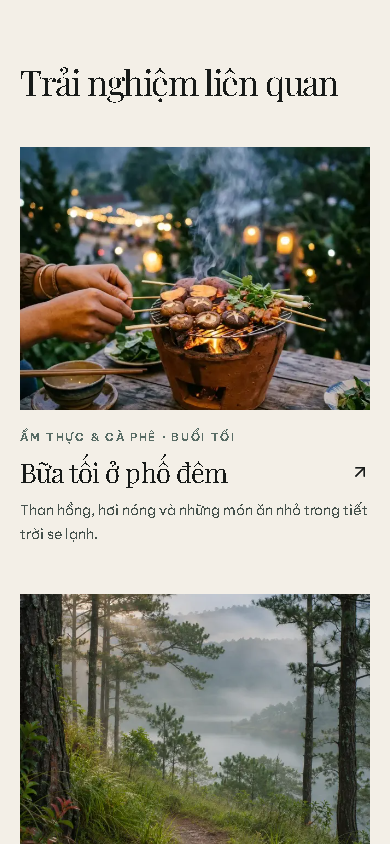 Trải nghiệm liên quan
ẨM THỰC & CÀ PHÊ · BUỔI TỐI
Bữa tối ở phố đêm
Than hồng, hơi nóng và những món ăn nhỏ trong tiết
trời se lạnh.